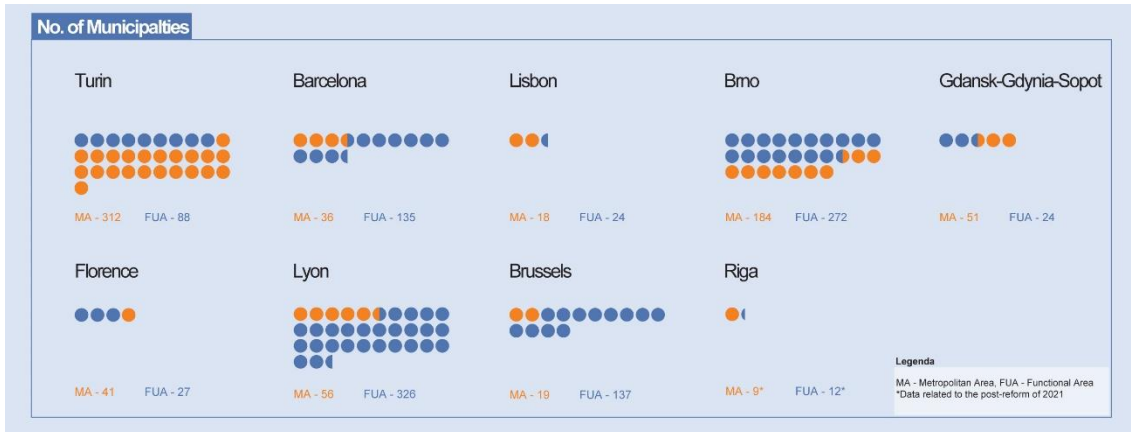 No. of Municipalties
Turin
Barcelona
Lisbon
Brno
Gdansk-Gdynia-Sopot
MA - 312 FUA - 88
MA - 36 FUA - 135
MA - 18 FUA - 24
MA - 184 FUA - 272
MA - 51 FUA - 24
Florence
Lyon
Brussels
Riga
MA - 41 FUA - 27
MA - 56 FUA - 326
MA - 19 FUA - 137
MA - 9* FUA - 12*
Legenda
MA - Metropolitan Area, FUA - Functional Area
*Data related to the post-reform of 2021